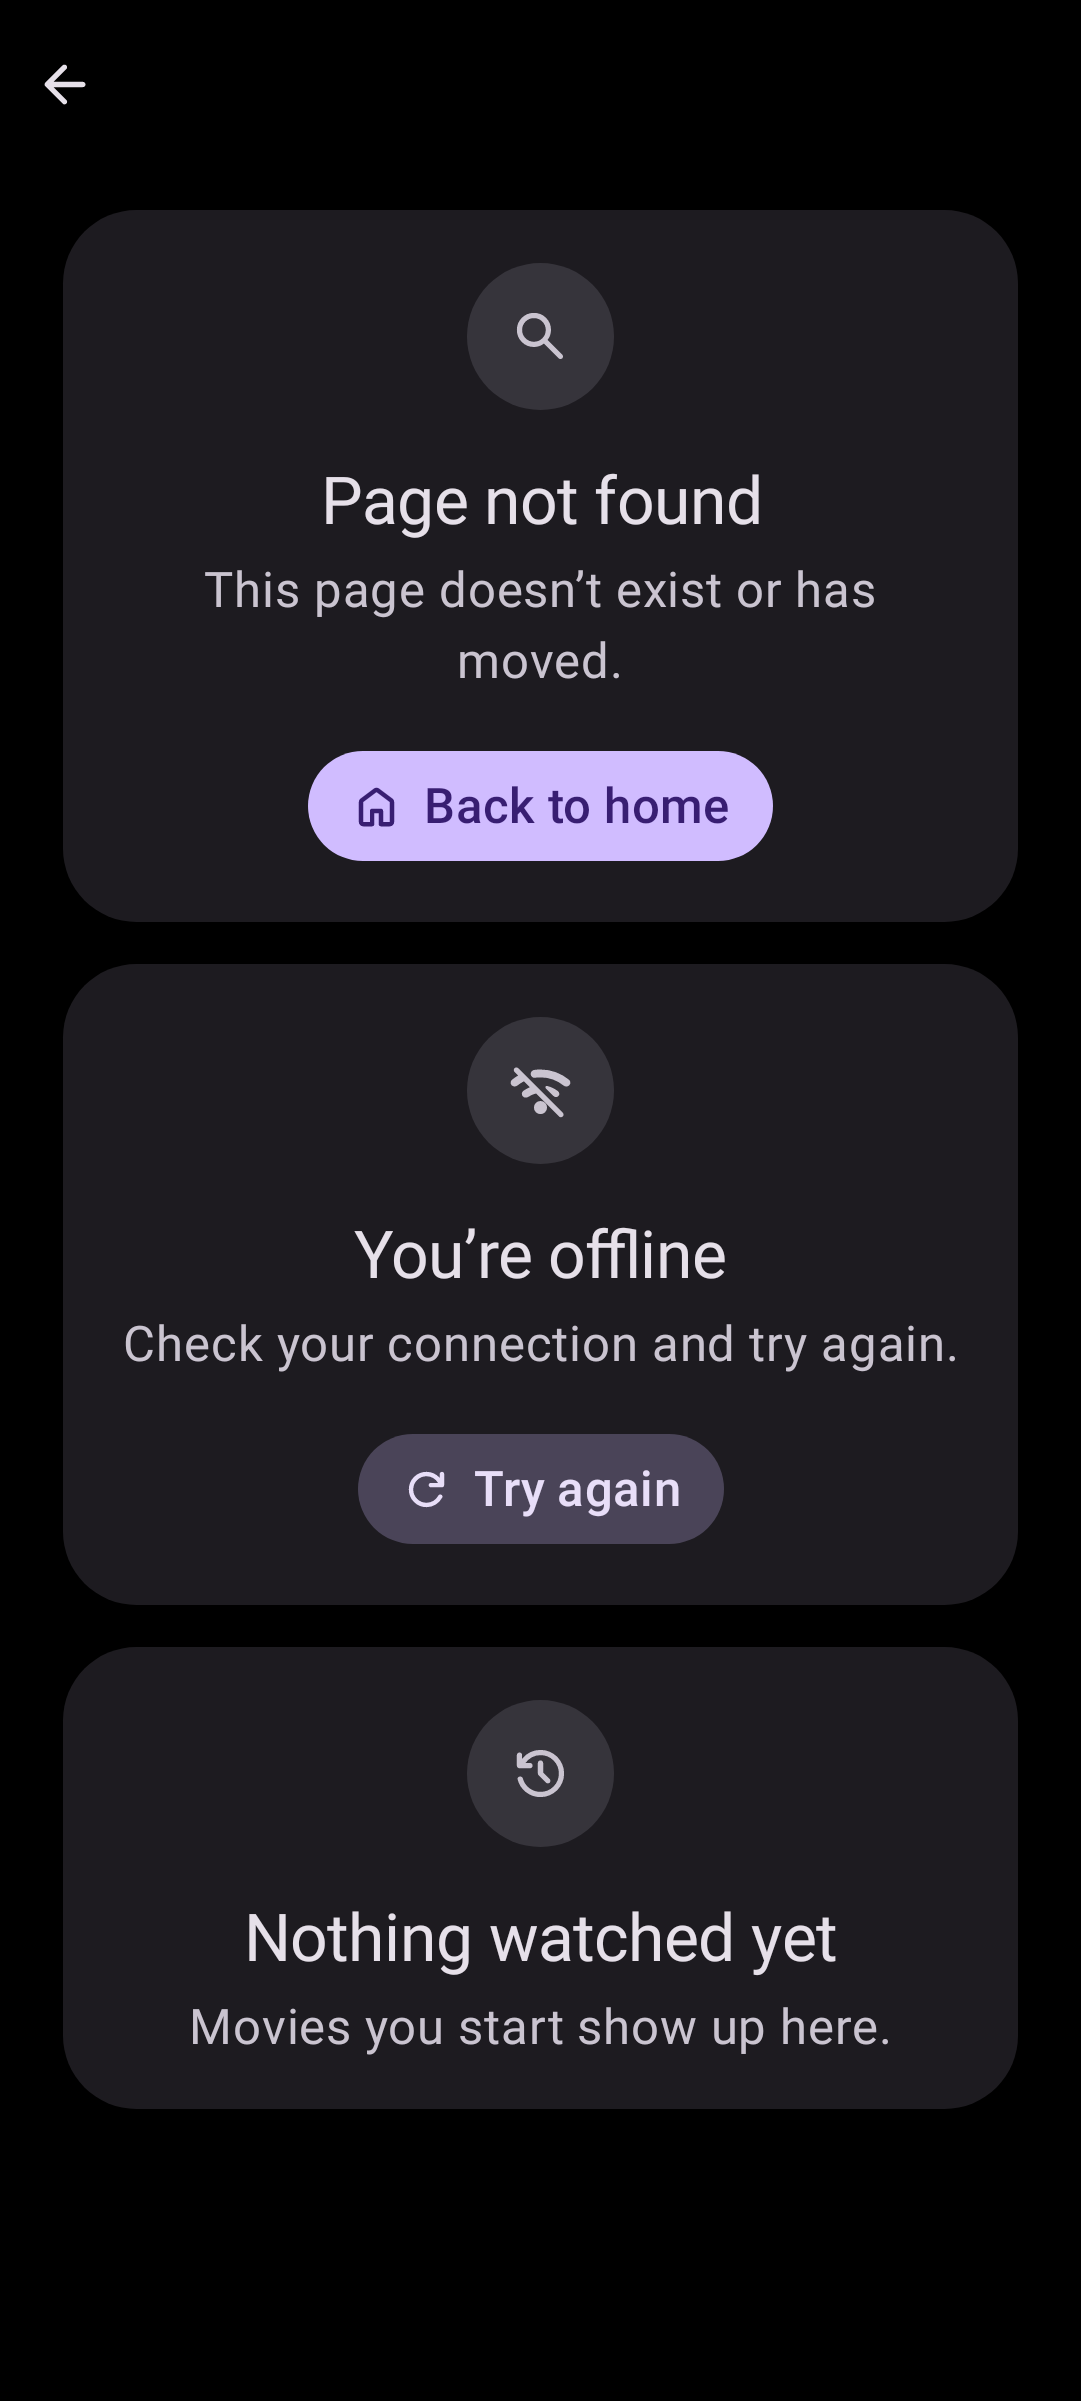 Page not found
This page doesn’t exist or has
moved.
Back to home
You’re offline
Check your connection and try again.
Try again
Nothing watched yet
Movies you start show up here.